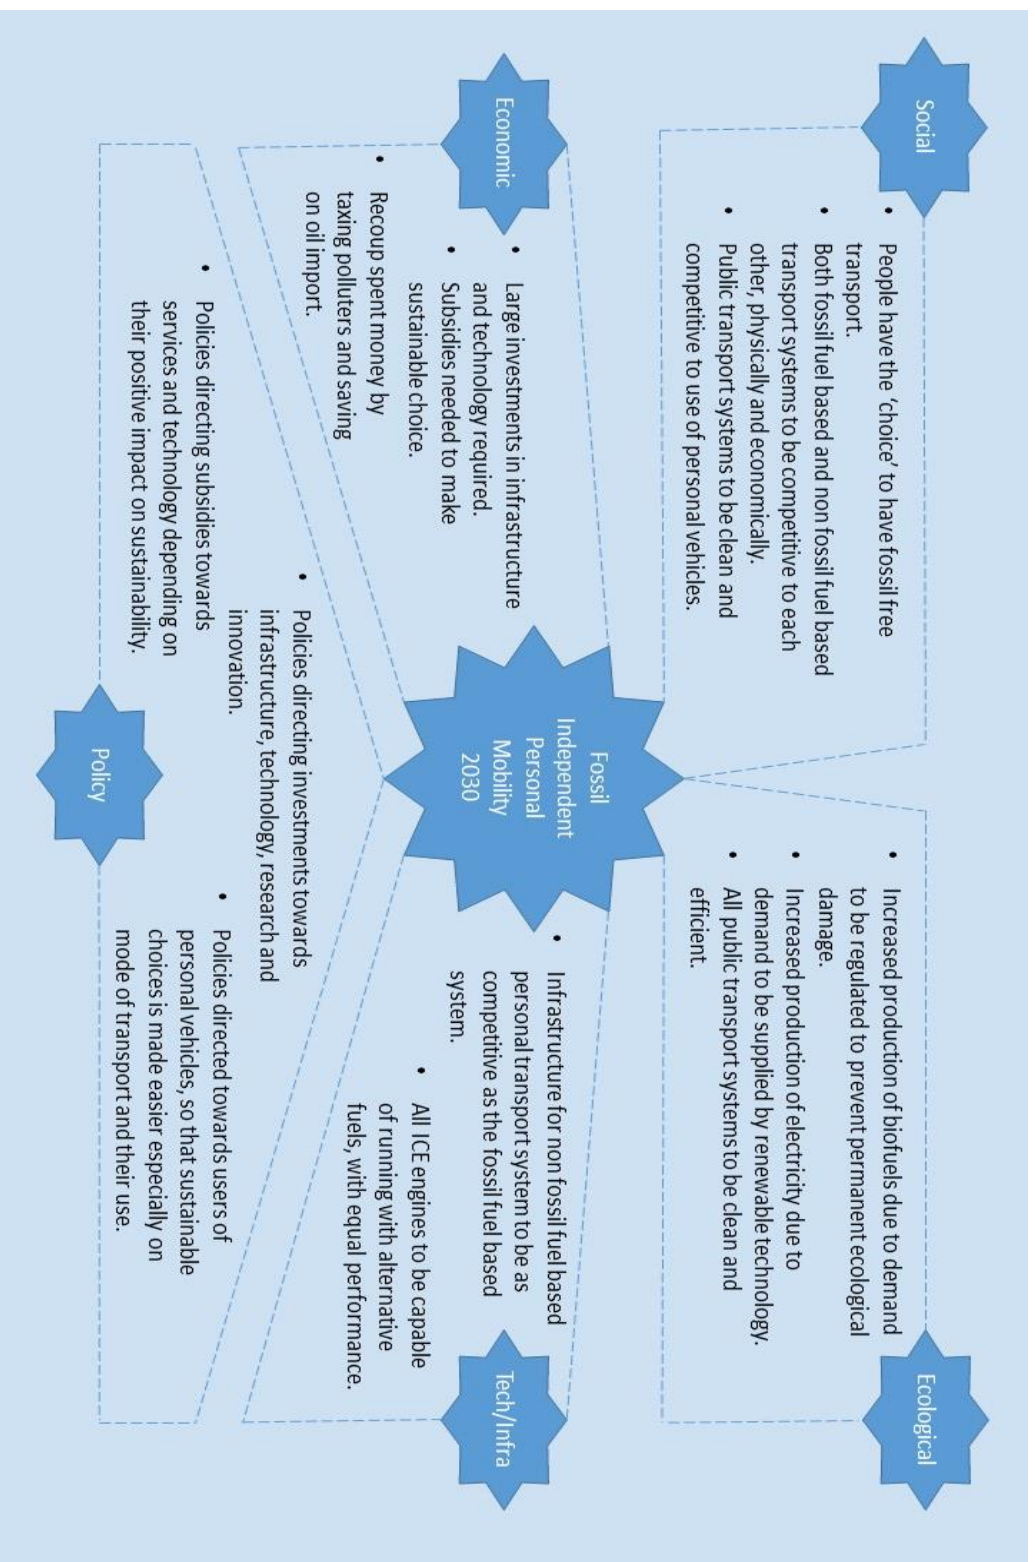 Social
• People have the 'choice' to have fossil free
transport.
• Both fossil fuel based and non fossil fuel based
transport systems to be competitive to each
other, physically and economically.
• Public transport systems to be clean and
competitive to use of personal vehicles.
Ecological
• Increased production of biofuels due to demand
to be regulated to prevent permanent ecological
damage.
• Increased production of electricity due to
demand to be supplied by renewable technology.
• All public transport systems to be clean and
efficient.
Fossil
Independent
Personal
Mobility
2030
Economic
• Large investments in infrastructure
and technology required.
• Subsidies needed to make
sustainable choice.
• Recoup spent money by
taxing polluters and saving
on oil import.
Tech/Infra
• Infrastructure for non fossil fuel based
personal transport system to be as
competitive as the fossil fuel based
system.
• All ICE engines to be capable
of running with alternative
fuels, with equal performance.
• Policies directing investments towards
infrastructure, technology, research and
innovation.
• Policies directing subsidies towards
services and technology depending on
their positive impact on sustainability.
• Policies directed towards users of
personal vehicles, so that sustainable
choices is made easier especially on
mode of transport and their use.
Policy